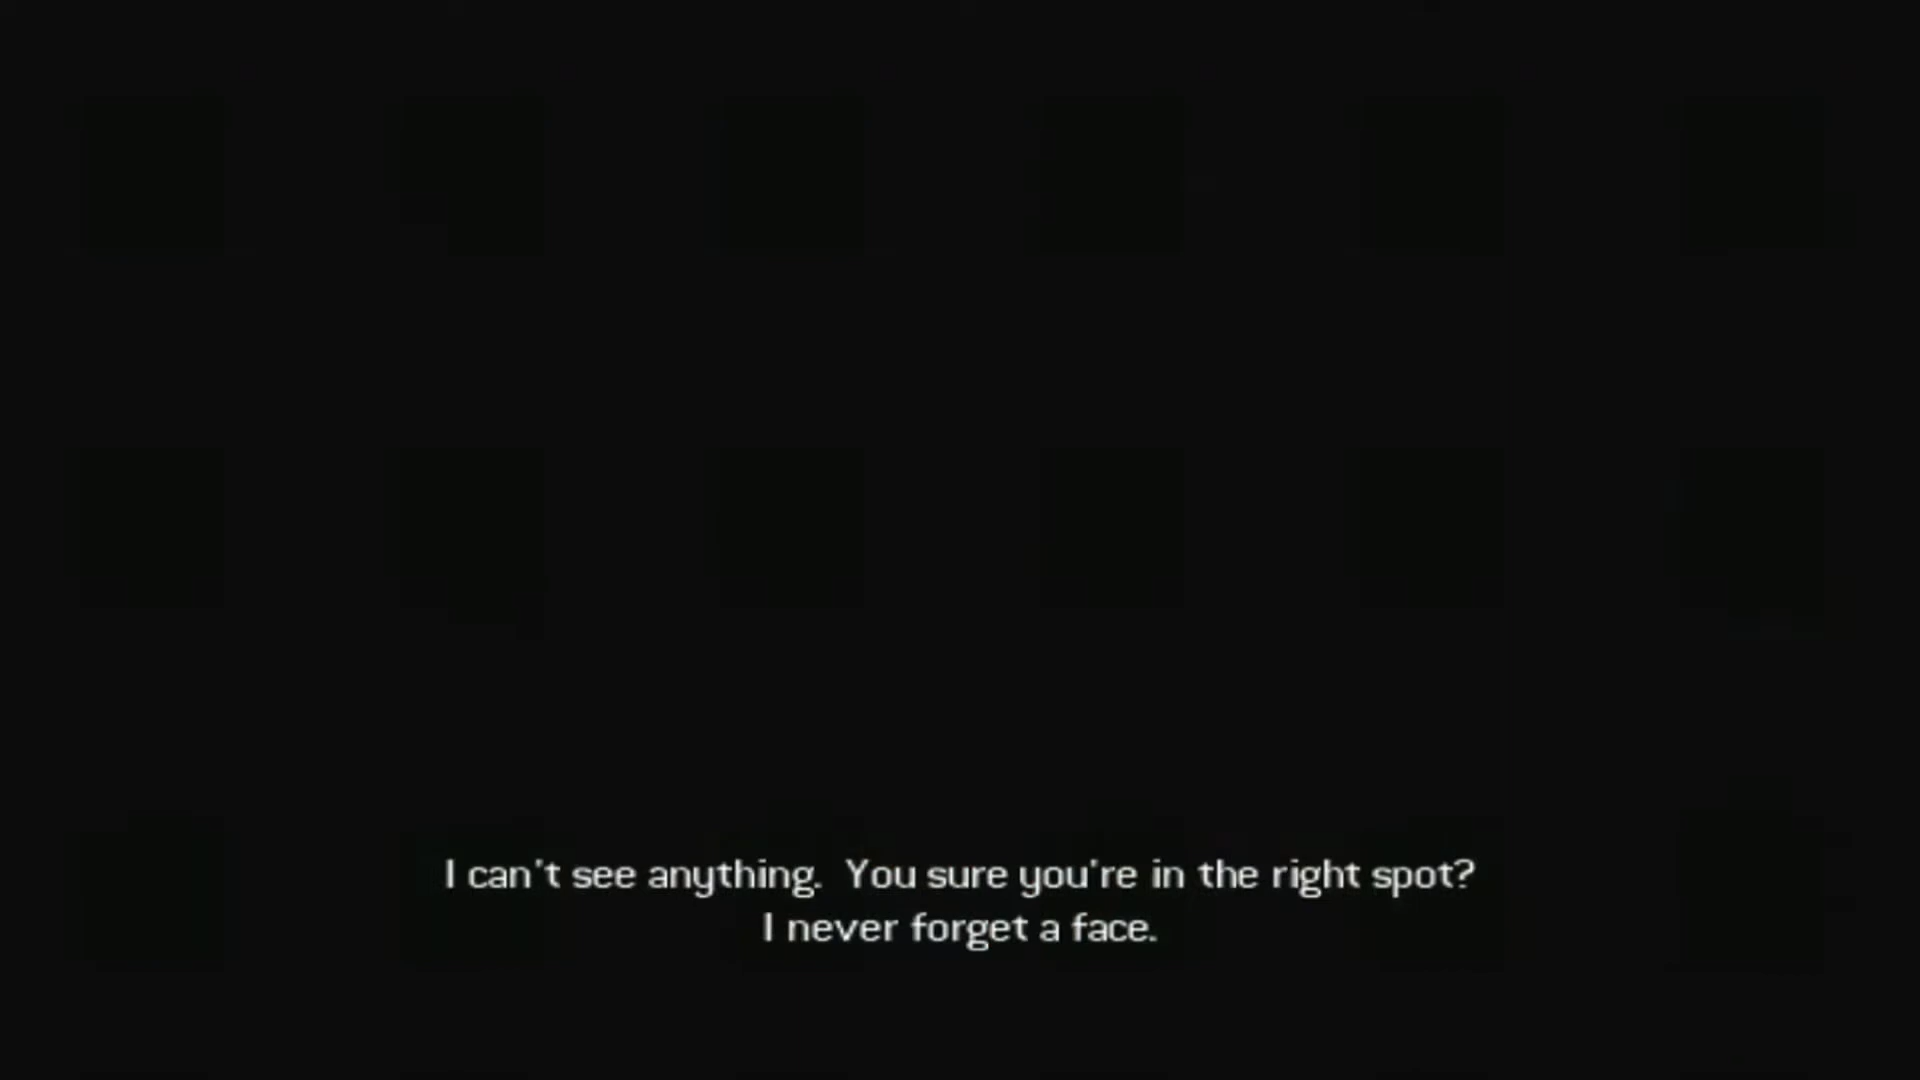 I can't see anything.  You sure you're in the right spot?
I never forget a face.